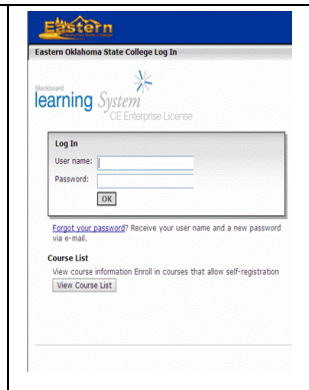 Eastern
Eastern Oklahoma State College Log In
Blackboard
learning System
CE Enterprise License
Log In
User name:
Password:
OK
Forgot your password? Receive your user name and a new password
via e-mail.
Course List
View course information Enroll in courses that allow self-registration
View Course List